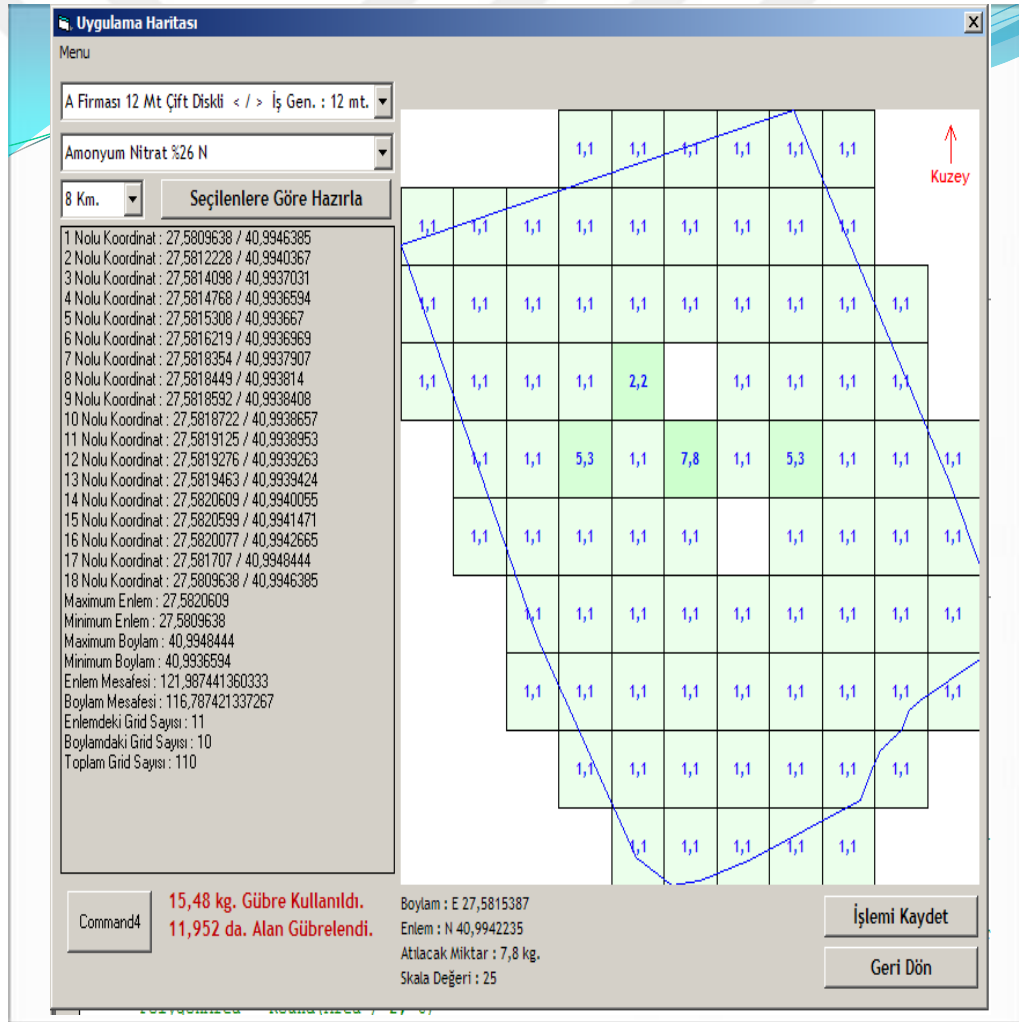 Uygulama Haritası
Menu
A Firması 12 Mt Çift Diskli < / > İş Gen. : 12 mt.
Amonyum Nitrat %26 N
8 Km.
Seçilenlere Göre Hazırla
1 Nolu Koordinat : 27,5809638 / 40,9946385
2 Nolu Koordinat : 27,5812228 / 40,9940367
3 Nolu Koordinat : 27,5814098 / 40,9937031
4 Nolu Koordinat : 27,5814768 / 40,9936594
5 Nolu Koordinat : 27,5815308 / 40,993667
6 Nolu Koordinat : 27,5816219 / 40,9936969
7 Nolu Koordinat : 27,5818354 / 40,9937907
8 Nolu Koordinat : 27,5818449 / 40,993814
9 Nolu Koordinat : 27,5818592 / 40,9938408
10 Nolu Koordinat : 27,5818722 / 40,9938657
11 Nolu Koordinat : 27,5819125 / 40,9938953
12 Nolu Koordinat : 27,5819276 / 40,9939263
13 Nolu Koordinat : 27,5819463 / 40,9939424
14 Nolu Koordinat : 27,5820609 / 40,9940055
15 Nolu Koordinat : 27,5820599 / 40,9941471
16 Nolu Koordinat : 27,5820077 / 40,9942665
17 Nolu Koordinat : 27,581707 / 40,9948444
18 Nolu Koordinat : 27,5809638 / 40,9946385
Maximum Enlem : 27,5820609
Minimum Enlem : 27,5809638
Maximum Boylam : 40,9948444
Minimum Boylam : 40,9936594
Enlem Mesafesi : 121,987441360333
Boylam Mesafesi : 116,787421337267
Enlemdeki Grid Sayısı : 11
Boylamdaki Grid Sayısı : 10
Toplam Grid Sayısı : 110
Kuzey
1,1 1,1 1,1 1,1 1,1 1,1
1,1 1,1 1,1 1,1 1,1 1,1 1,1 1,1 1,1
1,1 1,1 1,1 1,1 1,1 1,1 1,1 1,1 1,1 1,1
1,1 1,1 1,1 1,1 2,2 1,1 1,1 1,1 1,1
1,1 1,1 5,3 1,1 7,8 1,1 5,3 1,1 1,1 1,1
1,1 1,1 1,1 1,1 1,1 1,1 1,1 1,1 1,1
1,1 1,1 1,1 1,1 1,1 1,1 1,1 1,1 1,1
1,1 1,1 1,1 1,1 1,1 1,1 1,1 1,1 1,1
1,1 1,1 1,1 1,1 1,1 1,1 1,1
1,1 1,1 1,1 1,1 1,1
Command4
15,48 kg. Gübre Kullanıldı.
11,952 da. Alan Gübrelendi.
Boylam : E 27,5815387
Enlem : N 40,9942235
Atılacak Miktar : 7,8 kg.
Skala Değeri : 25
İşlemi Kaydet
Geri Dön